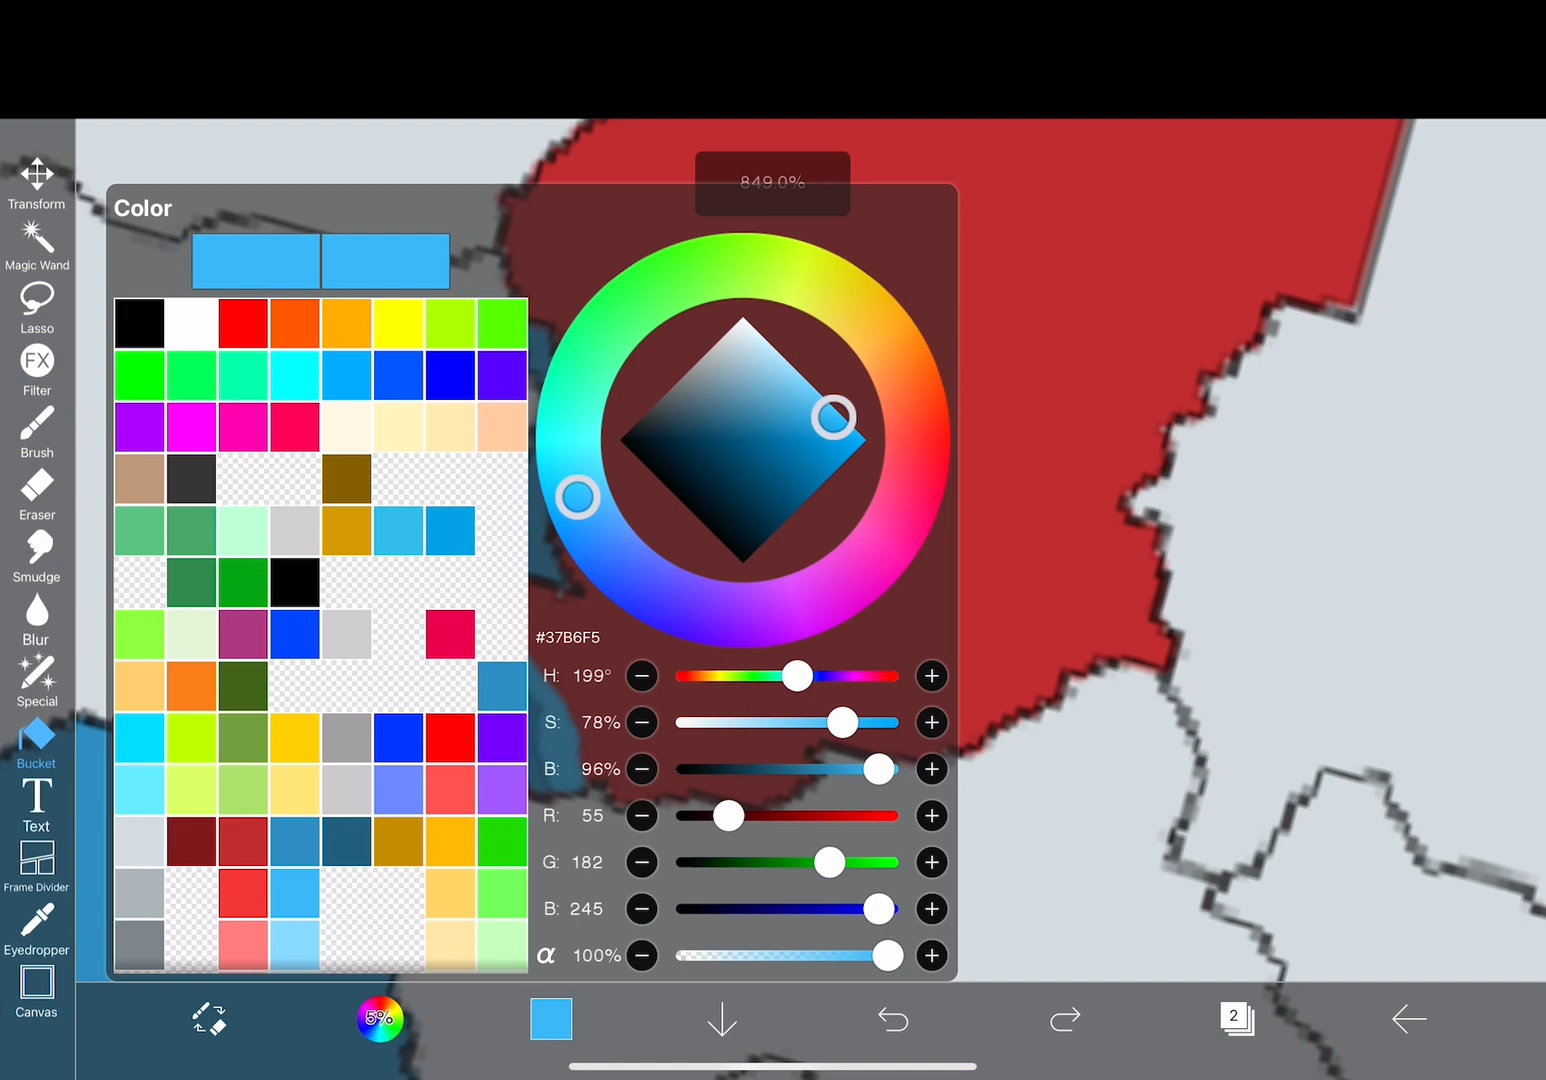 849.0%
Color
Transform
Magic Wand
Lasso
FX
Filter
Brush
Eraser
Smudge
Blur
Special
Bucket
T
Text
Frame Divider
Eyedropper
Canvas
#37B6F5
H: 199°
S: 78%
B: 96%
R: 55
G: 182
B: 245
α 100%
5%
2